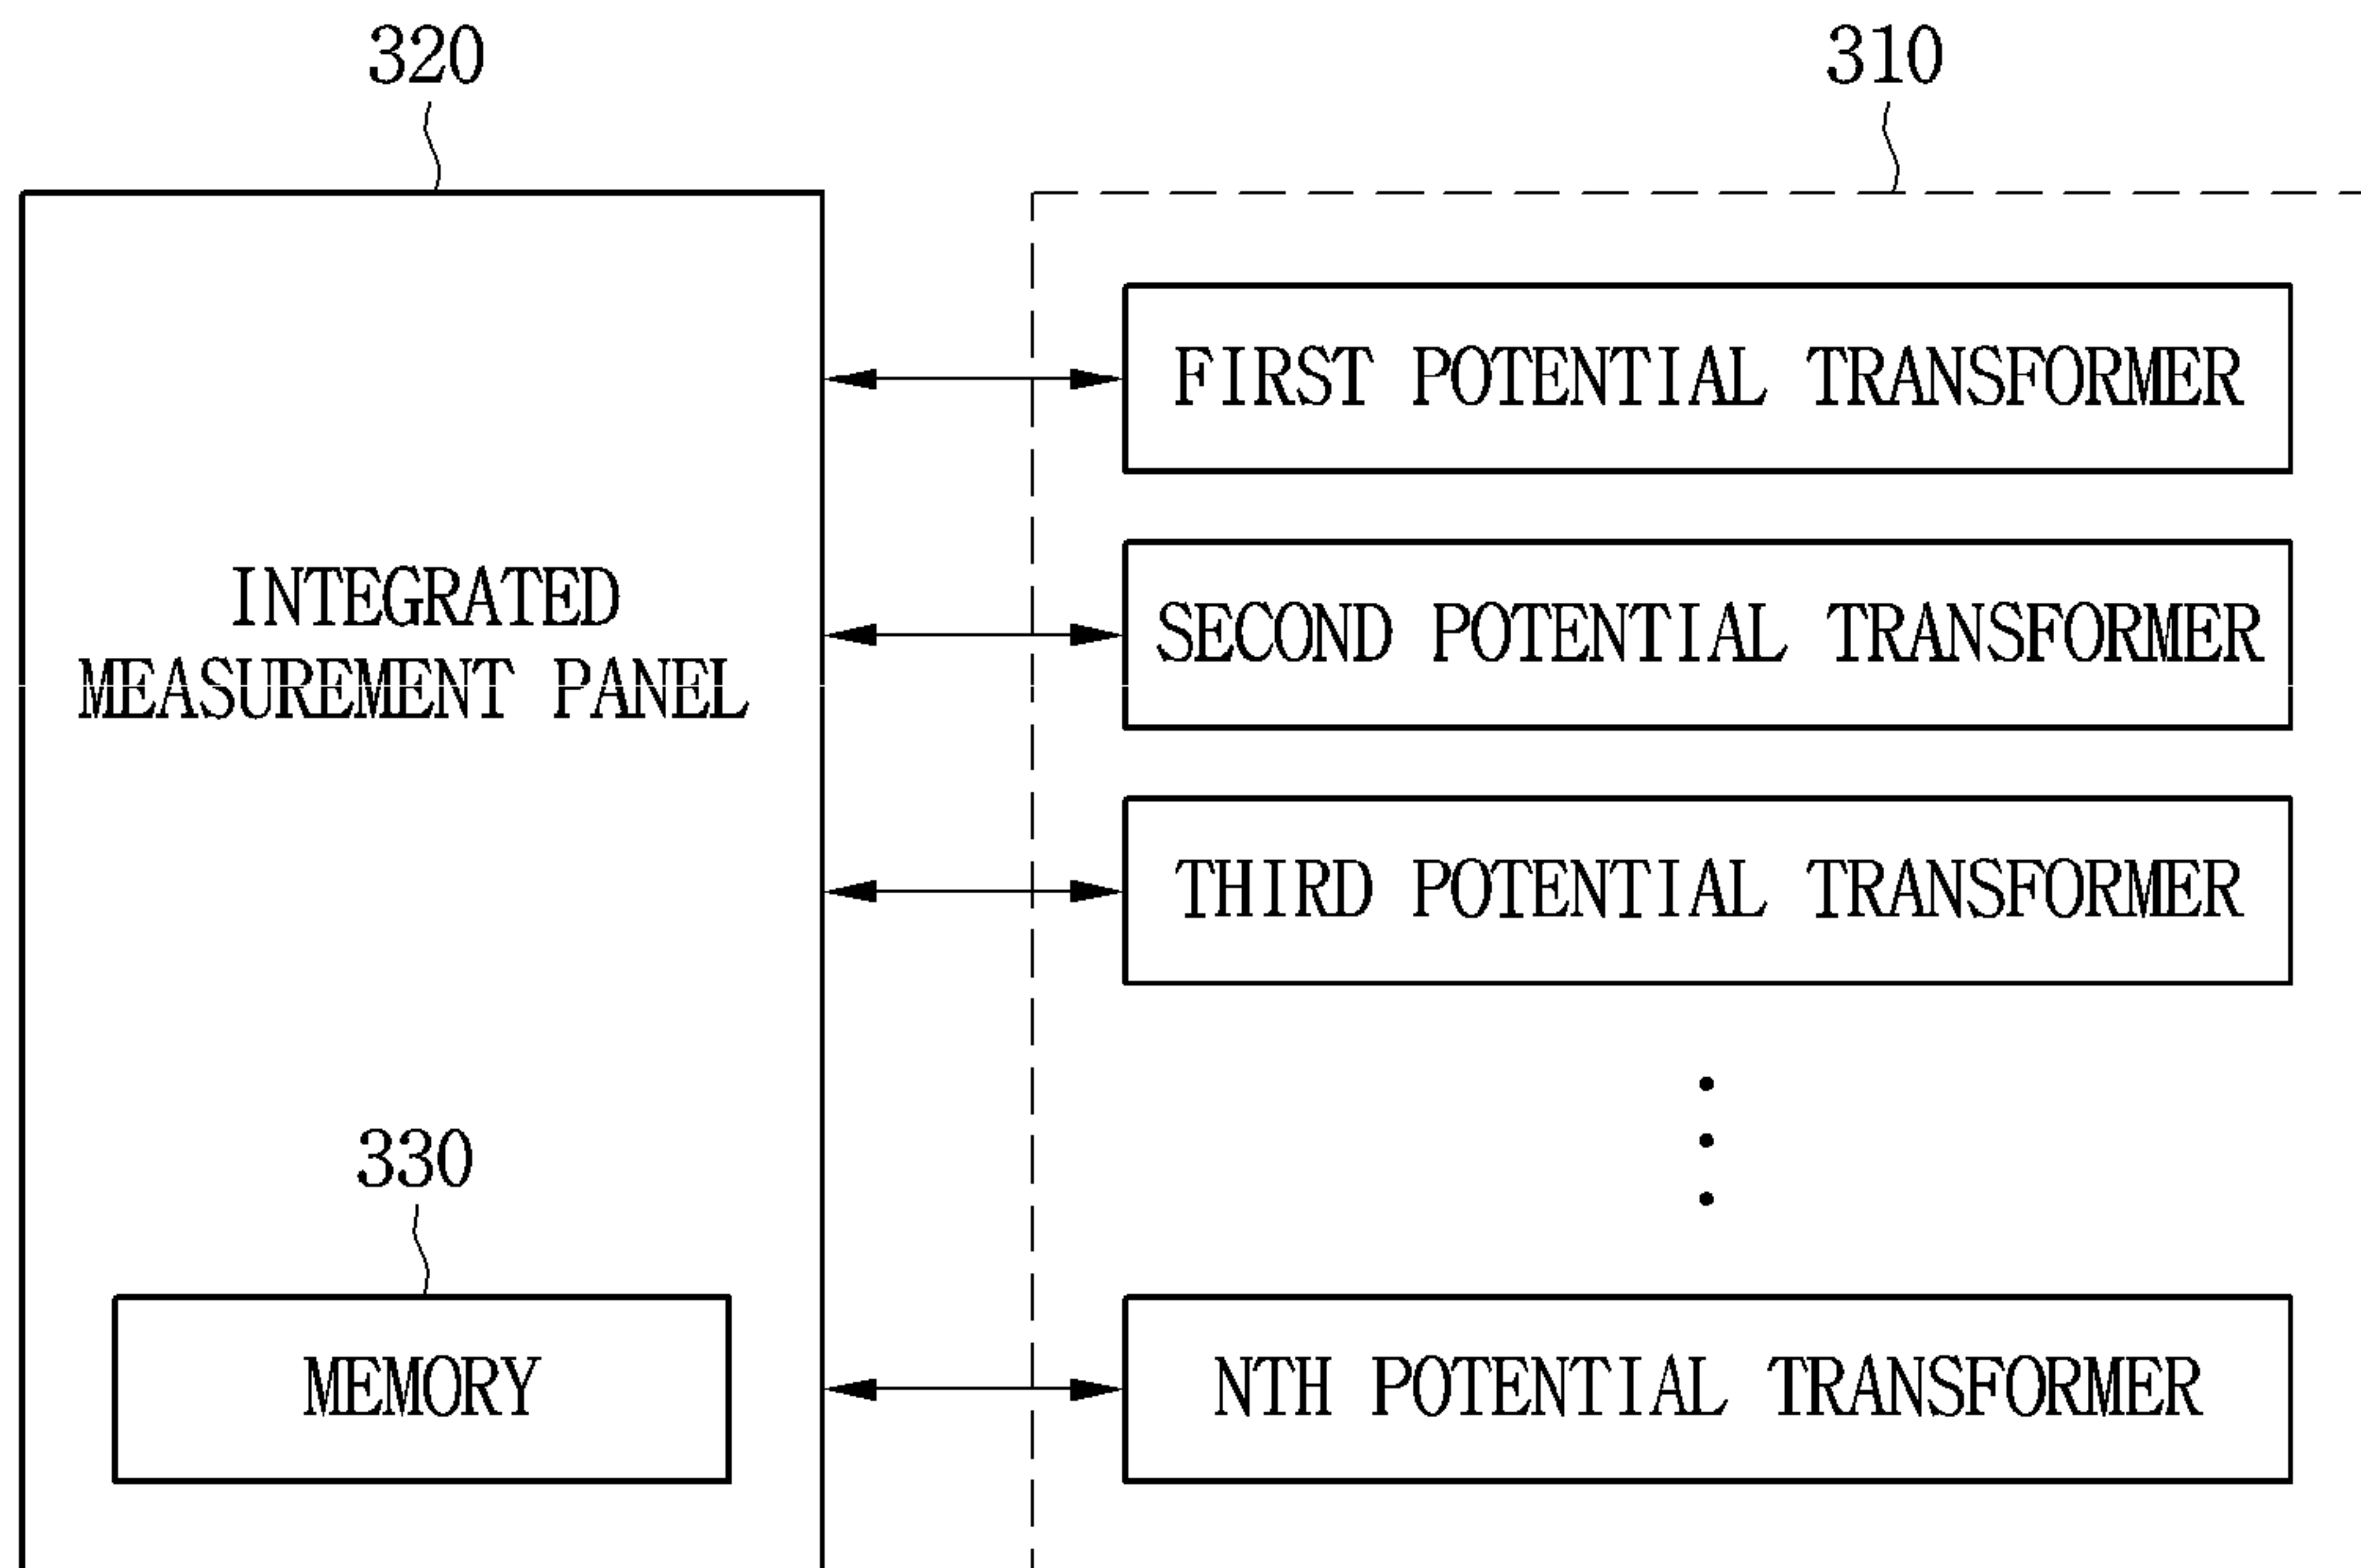 320
310
INTEGRATED
MEASUREMENT PANEL
330
MEMORY
FIRST POTENTIAL TRANSFORMER
SECOND POTENTIAL TRANSFORMER
THIRD POTENTIAL TRANSFORMER
NTH POTENTIAL TRANSFORMER